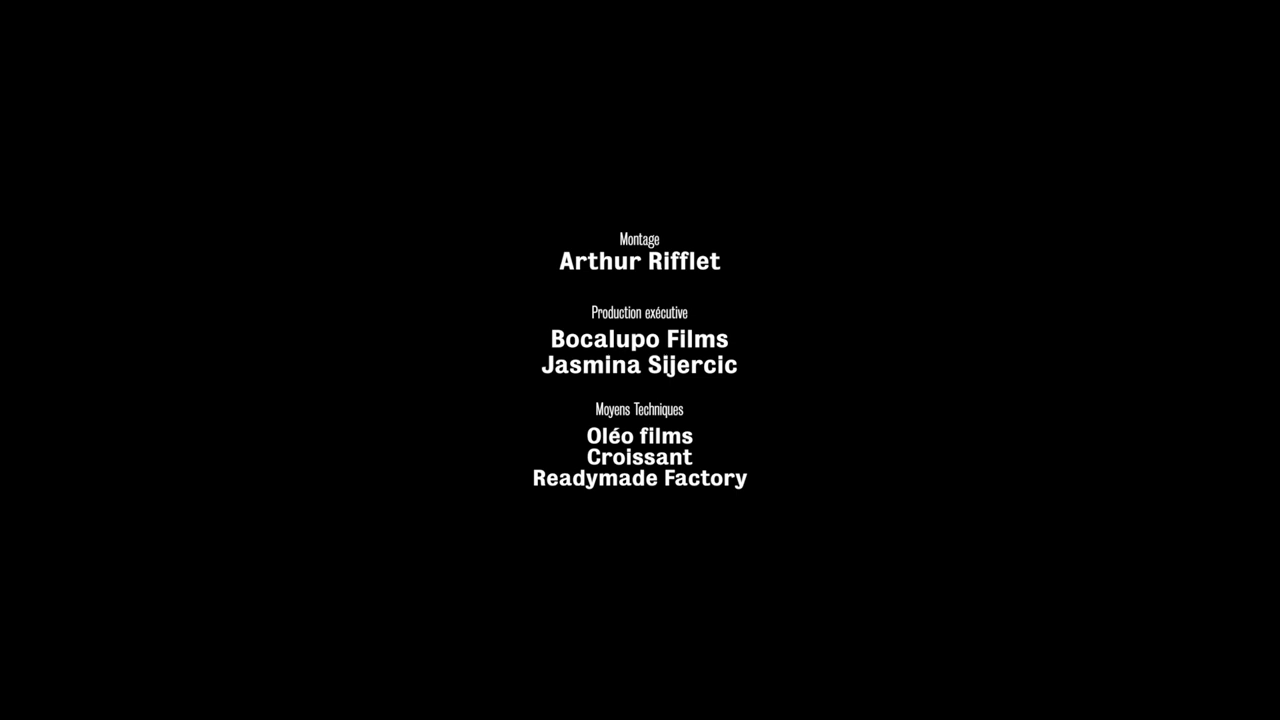 Montage
Arthur Rifflet
Production exécutive
Bocalupo Films
Jasmina Sijercic
Moyens Techniques
Oléo films
Croissant
Readymade Factory